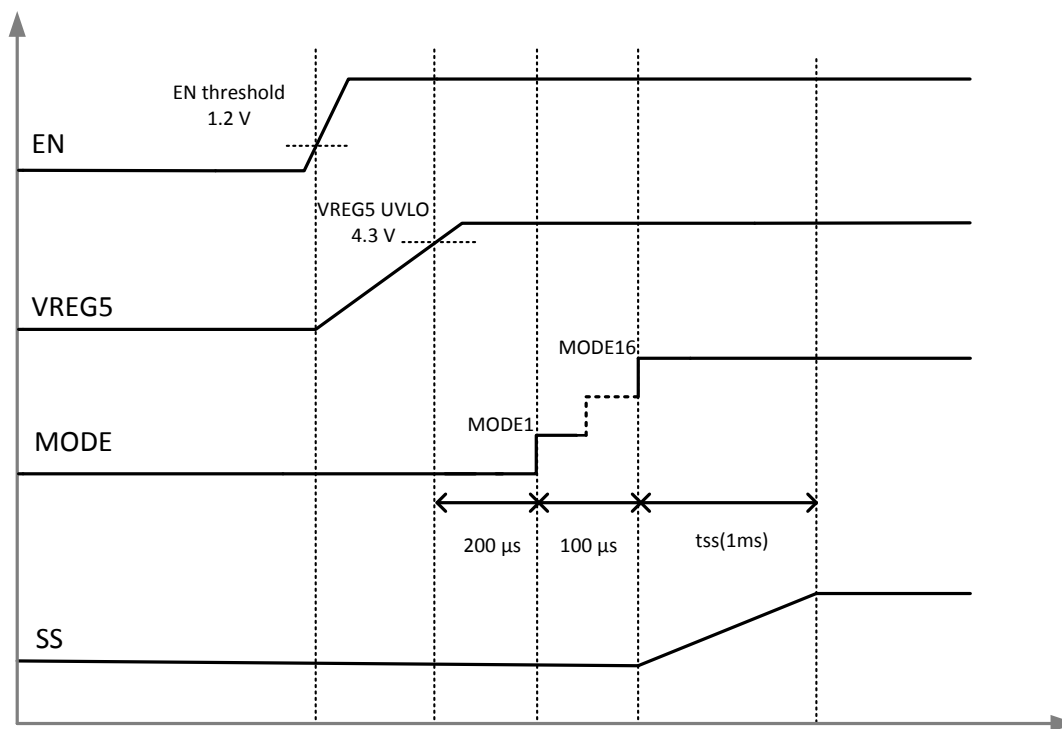 EN threshold
1.2 V
EN
VREG5 UVLO
4.3 V
VREG5
MODE16
MODE1
MODE
200 µs
100 µs
tss(1ms)
SS